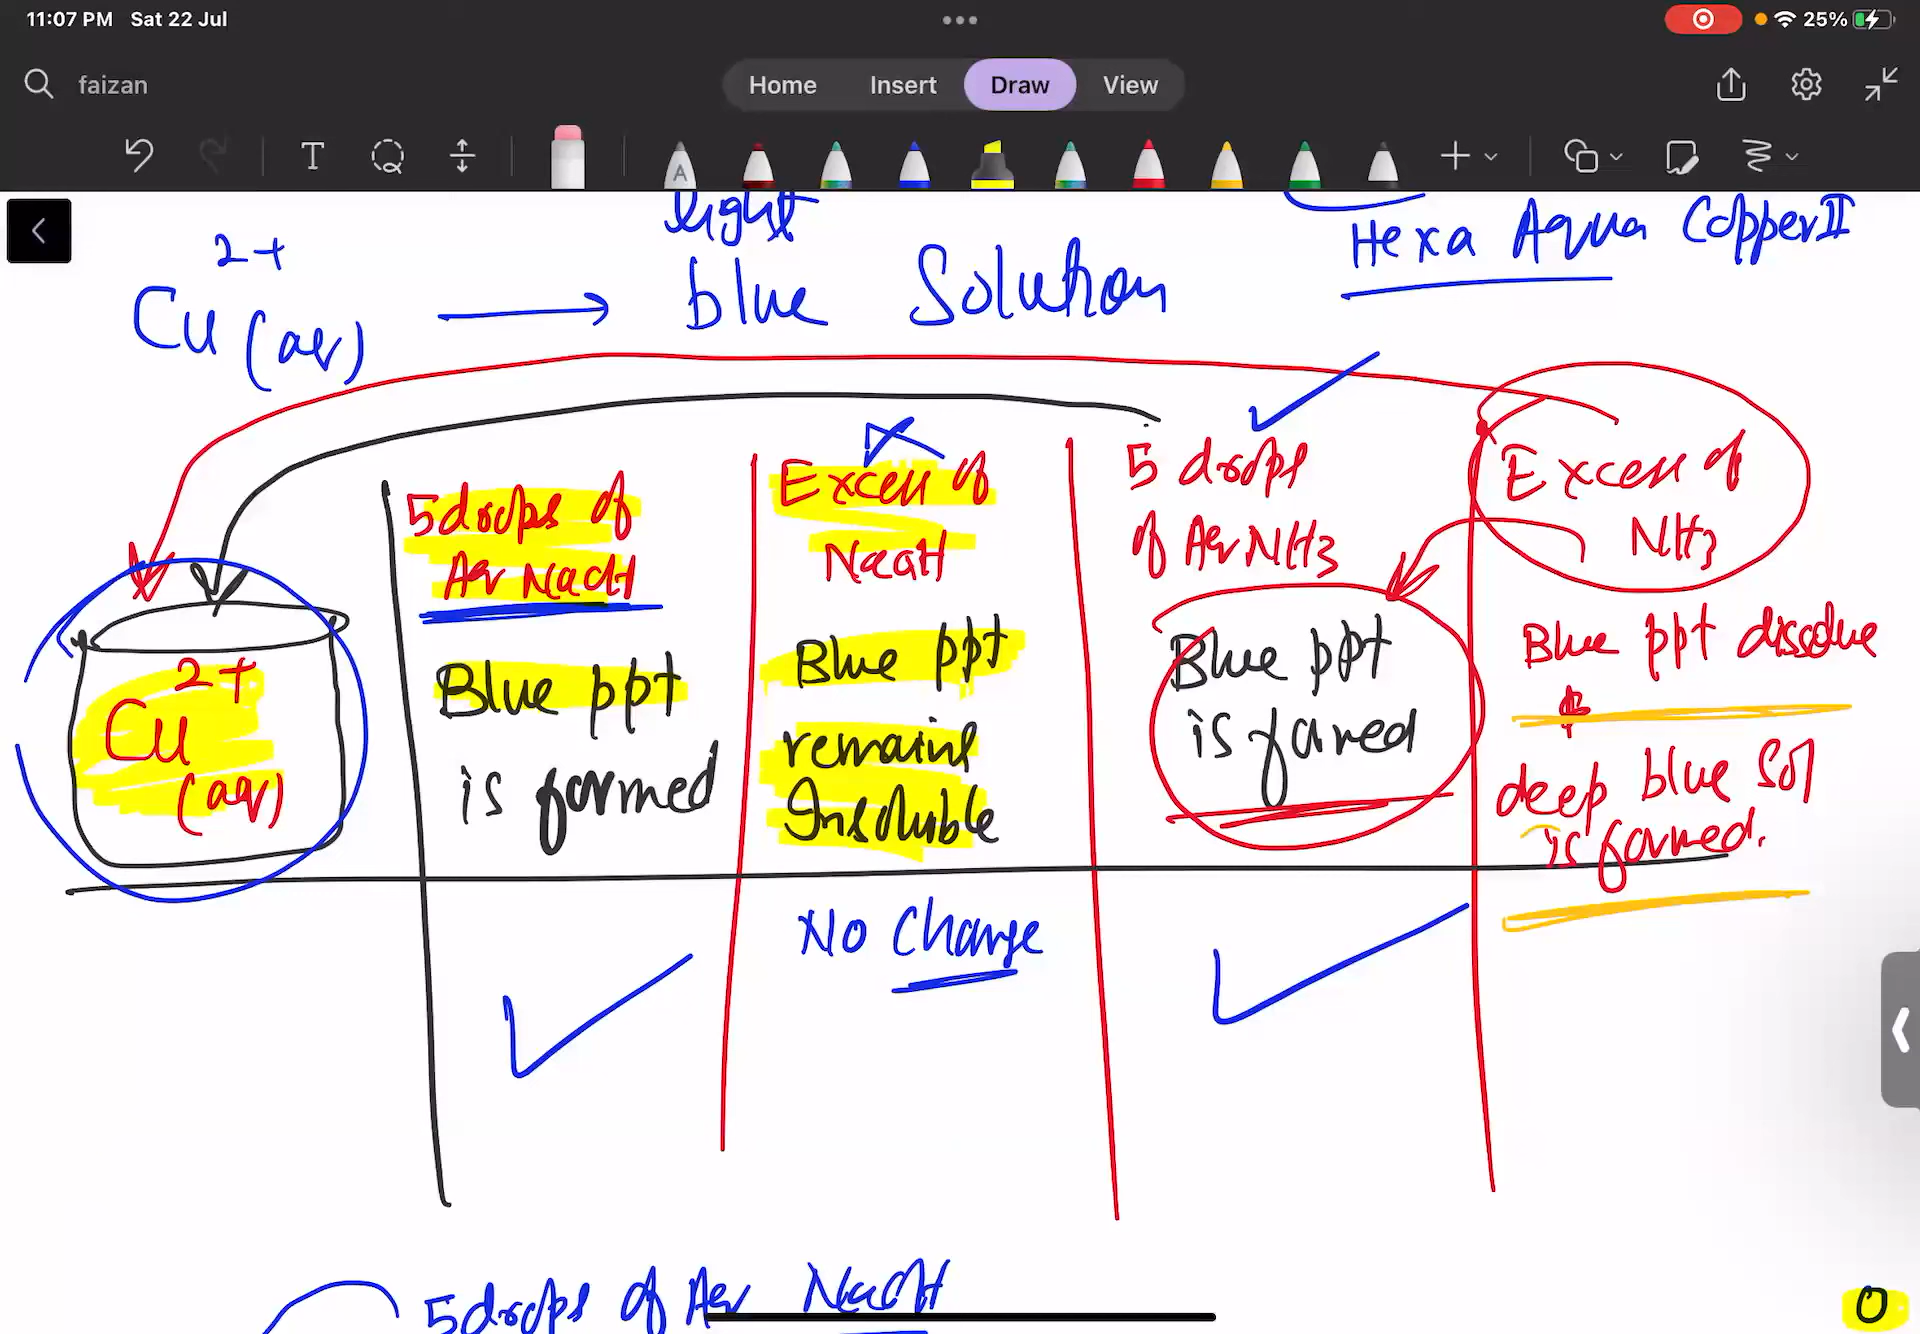 11:07 PM Sat 22 Jul
25%
faizan
Home Insert Draw View
T
A
light
Hexa Aqua Copper II
Cu 2+ (aq) → blue Solution
5 drops of
Aq NaOH
Excess of
NaOH
5 drops
of Aq NH3
Excess of
NH3
Cu 2+
(aq)
Blue ppt
is formed
Blue ppt
remains
Insoluble
Blue ppt
is formed
Blue ppt dissolve
&
deep blue sol
is formed.
No Change
5 drops of Aq NaOH
0